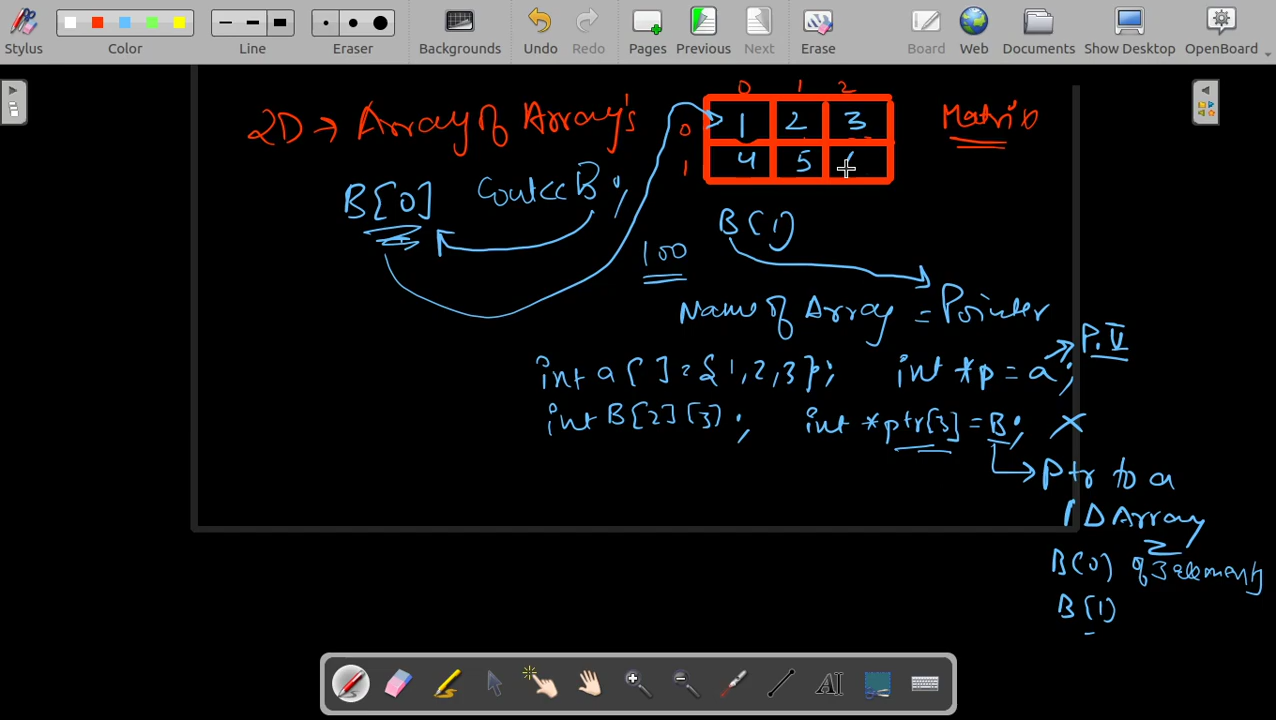 Stylus Color Line Eraser Backgrounds Undo Redo Pages Previous Next Erase Board Web Documents Show Desktop OpenBoard
0 1 2
2D → Array of Array's 0 1 2 3 Matrix
1 4 5
B[0] Cout<<B;
B[1]
100
Name of Array = Pointer
P.V
int a[]={1,2,3}; int *p = a;
int B[2][3]; int *ptr[3] = B; X
Ptr to a
1D Array
B[0] of 3 elements
B[1]
AI